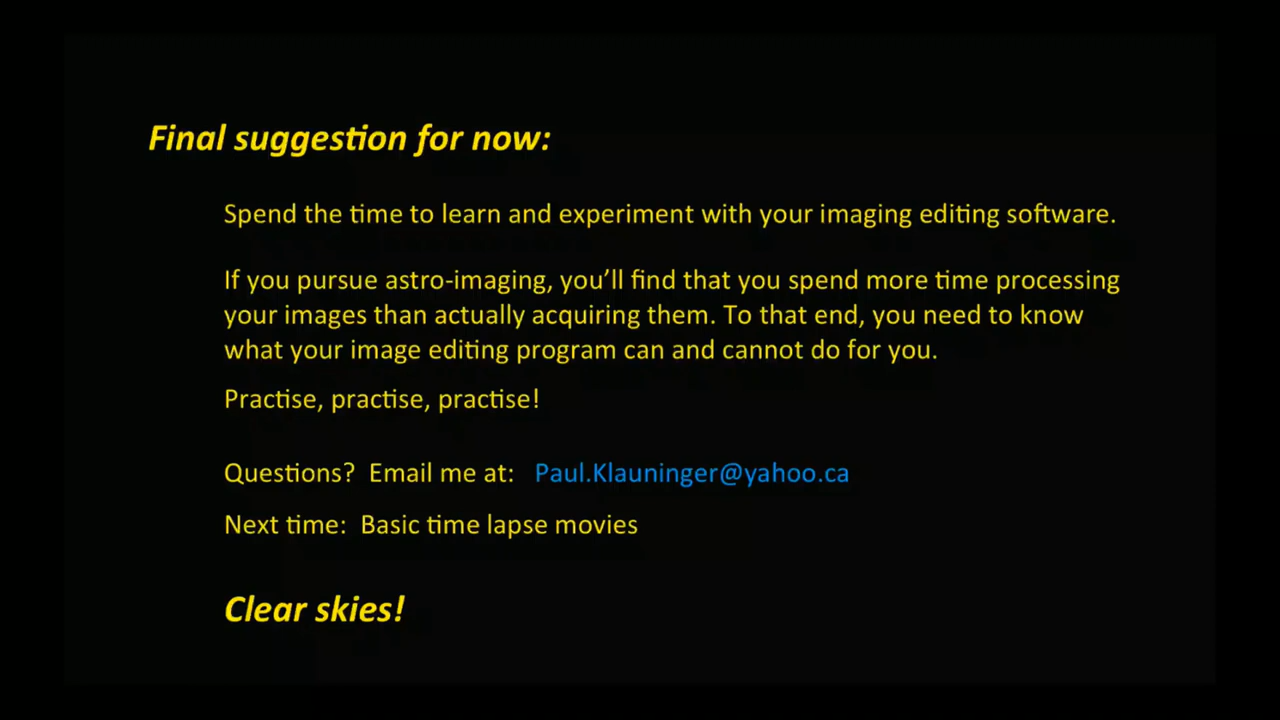 Final suggestion for now:
Spend the time to learn and experiment with your imaging editing software.
If you pursue astro-imaging, you’ll find that you spend more time processing
your images than actually acquiring them. To that end, you need to know
what your image editing program can and cannot do for you.
Practise, practise, practise!
Questions? Email me at: Paul.Klauninger@yahoo.ca
Next time: Basic time lapse movies
Clear skies!